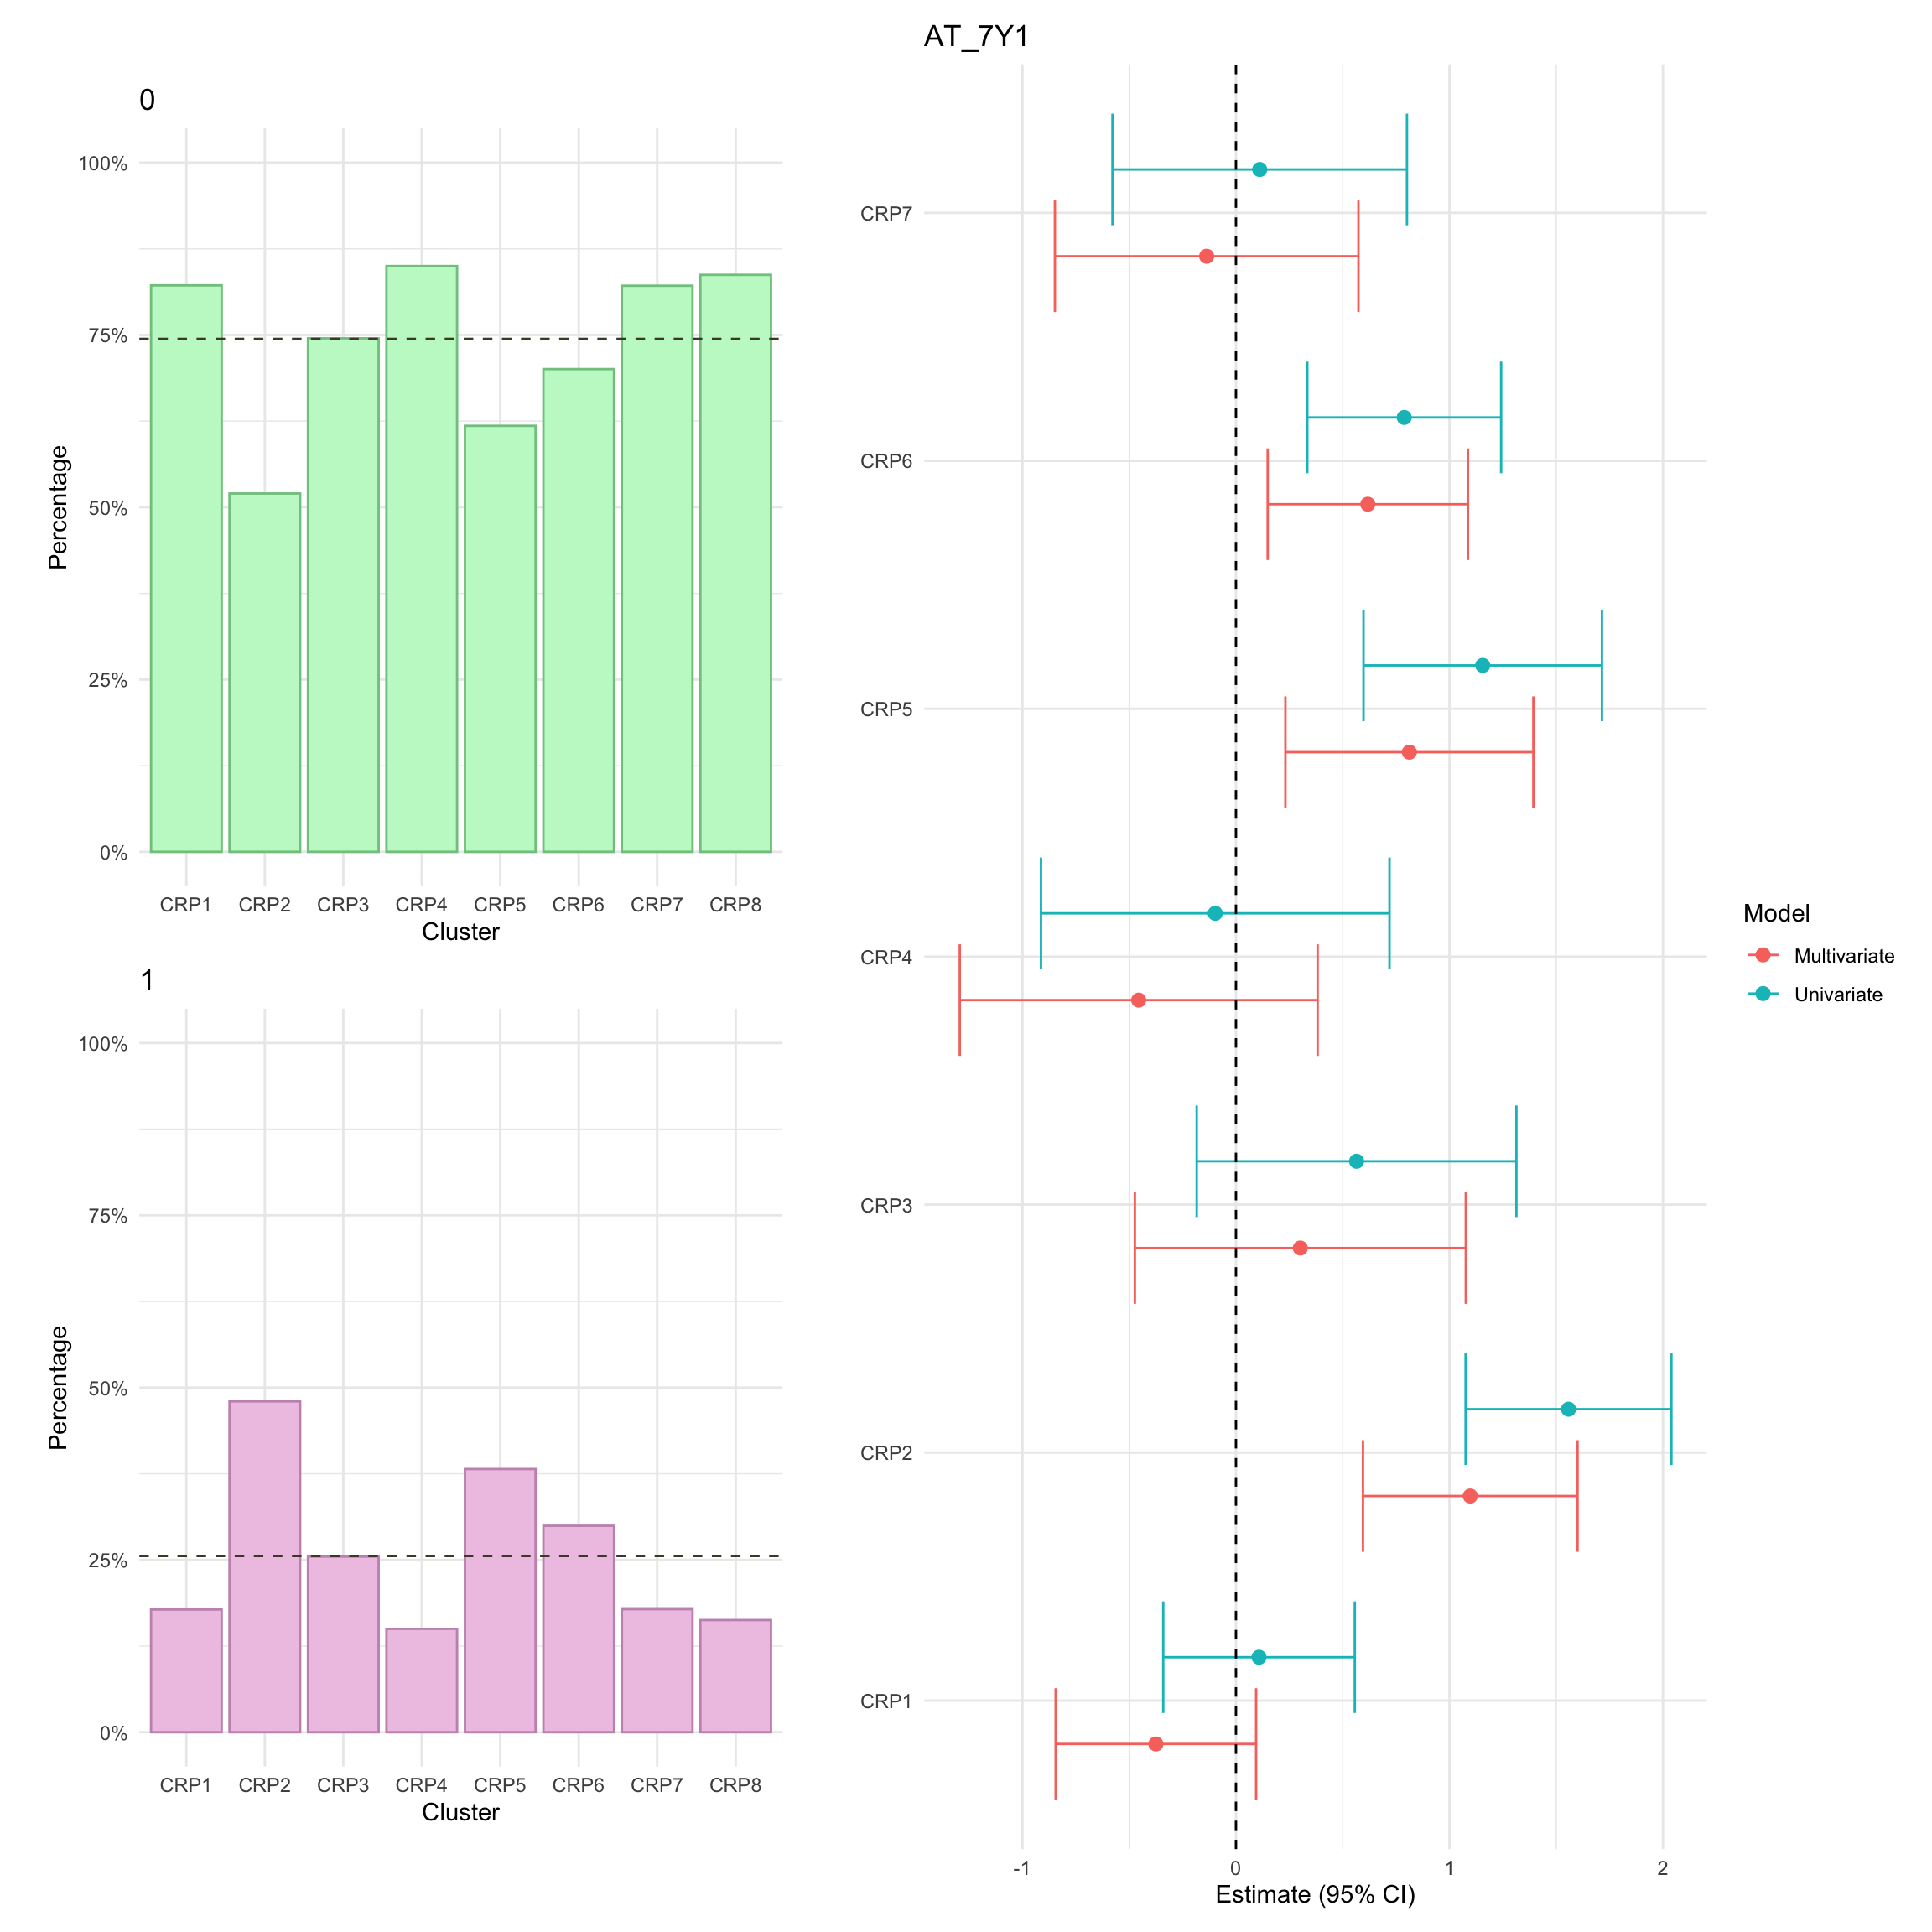 0
Percentage
100%
75%
50%
25%
0%
CRP1 CRP2 CRP3 CRP4 CRP5 CRP6 CRP7 CRP8
Cluster
1
Percentage
100%
75%
50%
25%
0%
CRP1 CRP2 CRP3 CRP4 CRP5 CRP6 CRP7 CRP8
Cluster
AT_7Y1
CRP7
CRP6
CRP5
CRP4
CRP3
CRP2
CRP1
-1 0 1 2
Estimate (95% CI)
Model
Multivariate
Univariate